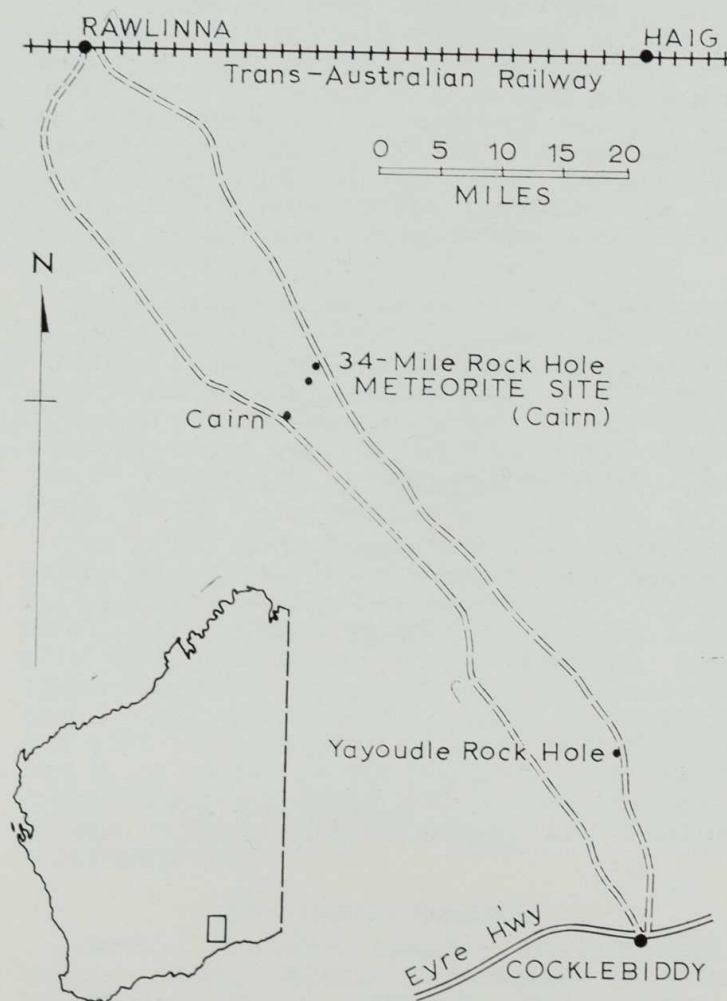 RAWLINNA
HAIG
Trans-Australian Railway
0 5 10 15 20
MILES
N
34-Mile Rock Hole
METEORITE SITE
(Cairn)
Cairn
Yayoudle Rock Hole
Eyre Hwy
COCKLEBIDDY